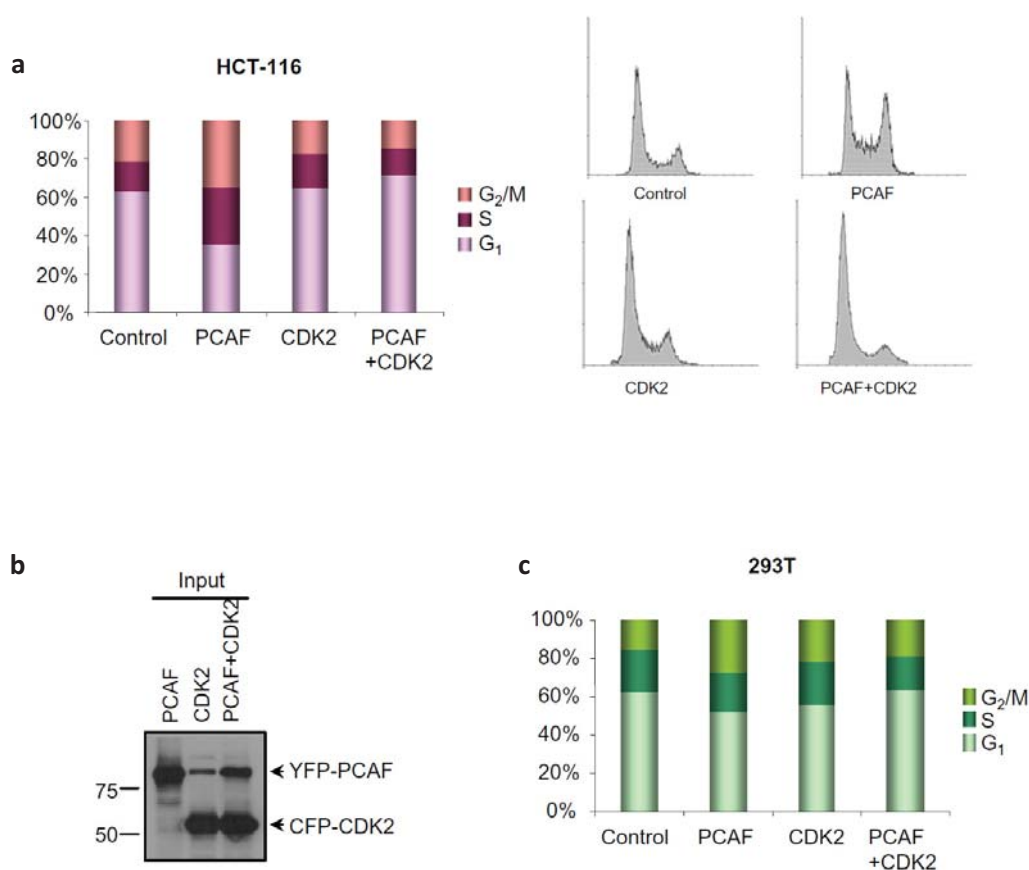 a
HCT-116
100%
80%
60%
40%
20%
0%
G₂/M
S
G₁
Control
PCAF
CDK2
PCAF
+CDK2
Control
PCAF
CDK2
PCAF+CDK2
b
Input
PCAF
CDK2
PCAF+CDK2
75
50
YFP-PCAF
CFP-CDK2
c
293T
100%
80%
60%
40%
20%
0%
G₂/M
S
G₁
Control
PCAF
CDK2
PCAF
+CDK2